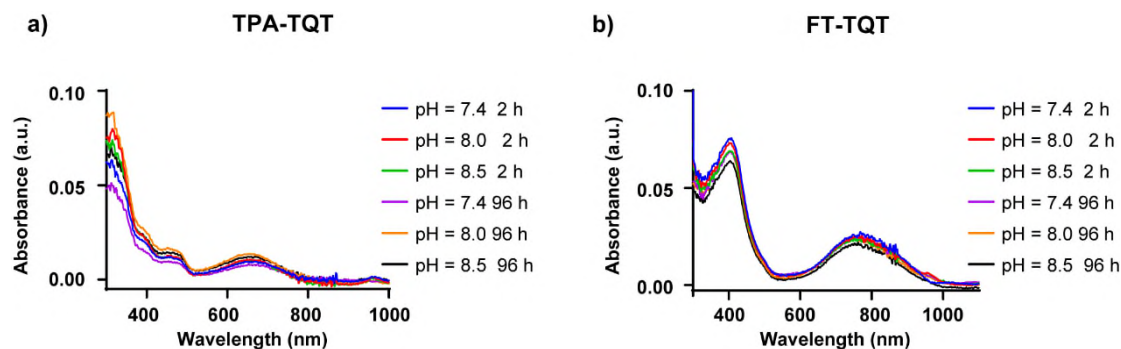 a) TPA-TQT
Absorbance (a.u.)
0.10
0.05
0.00
400 600 800 1000
Wavelength (nm)
pH = 7.4 2 h
pH = 8.0 2 h
pH = 8.5 2 h
pH = 7.4 96 h
pH = 8.0 96 h
pH = 8.5 96 h
b) FT-TQT
Absorbance (a.u.)
0.10
0.05
0.00
400 600 800 1000
Wavelength (nm)
pH = 7.4 2 h
pH = 8.0 2 h
pH = 8.5 2 h
pH = 7.4 96 h
pH = 8.0 96 h
pH = 8.5 96 h